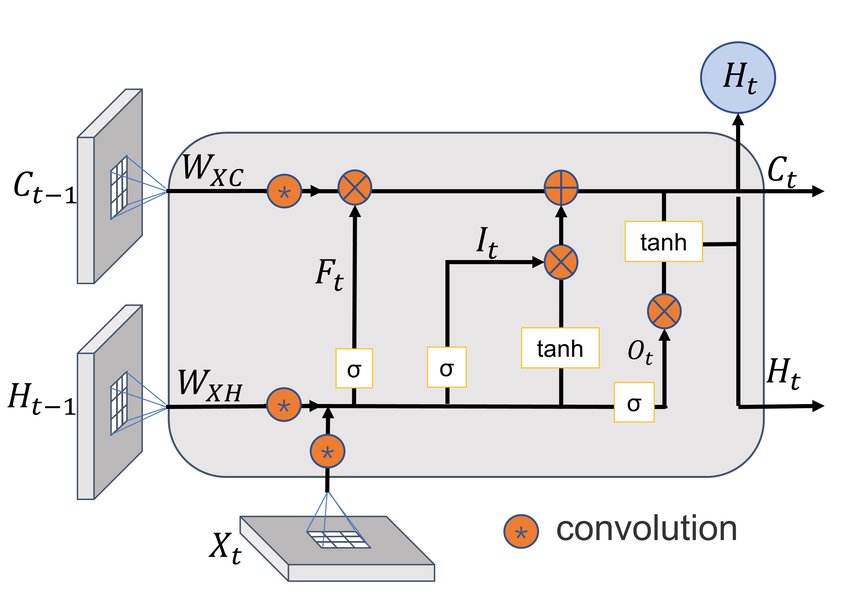 H_t
C_{t-1}
W_{XC}
*
C_t
tanh
I_t
F_t
O_t
tanh
σ
σ
σ
H_{t-1}
W_{XH}
*
H_t
*
X_t
* convolution